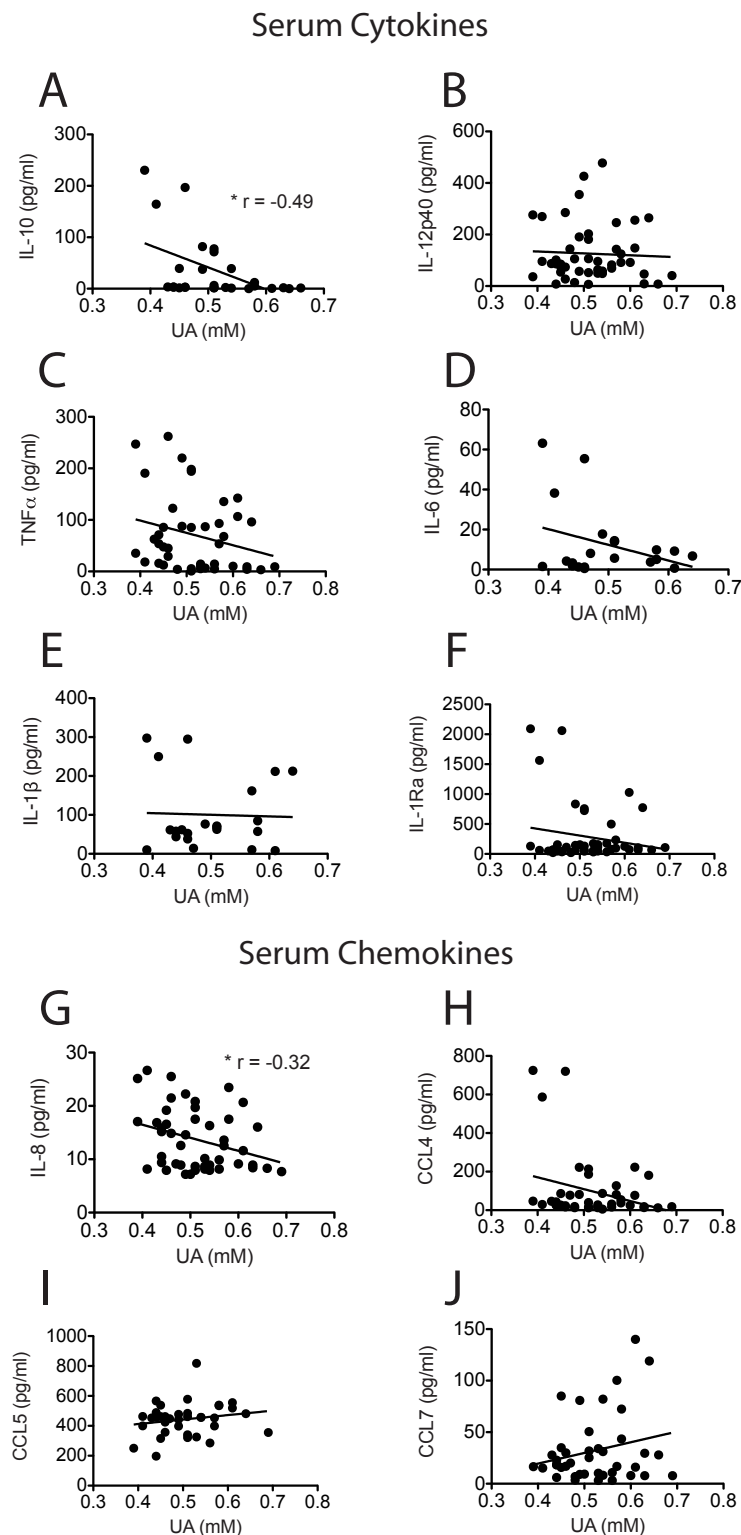 Serum Cytokines
A
300
200
100
0
IL-10 (pg/ml)
* r = -0.49
0.3 0.4 0.5 0.6 0.7
UA (mM)
B
600
400
200
0
IL-12p40 (pg/ml)
0.3 0.4 0.5 0.6 0.7 0.8
UA (mM)
C
300
200
100
0
TNFα (pg/ml)
0.3 0.4 0.5 0.6 0.7 0.8
UA (mM)
D
80
60
40
20
0
IL-6 (pg/ml)
0.3 0.4 0.5 0.6 0.7
UA (mM)
E
400
300
200
100
0
IL-1β (pg/ml)
0.3 0.4 0.5 0.6 0.7
UA (mM)
F
2500
2000
1500
1000
500
0
IL-1Ra (pg/ml)
0.3 0.4 0.5 0.6 0.7 0.8
UA (mM)
Serum Chemokines
G
30
20
10
0
IL-8 (pg/ml)
* r = -0.32
0.3 0.4 0.5 0.6 0.7 0.8
UA (mM)
H
800
600
400
200
0
CCL4 (pg/ml)
0.3 0.4 0.5 0.6 0.7 0.8
UA (mM)
I
1000
800
600
400
200
0
CCL5 (pg/ml)
0.3 0.4 0.5 0.6 0.7 0.8
UA (mM)
J
150
100
50
0
CCL7 (pg/ml)
0.3 0.4 0.5 0.6 0.7 0.8
UA (mM)